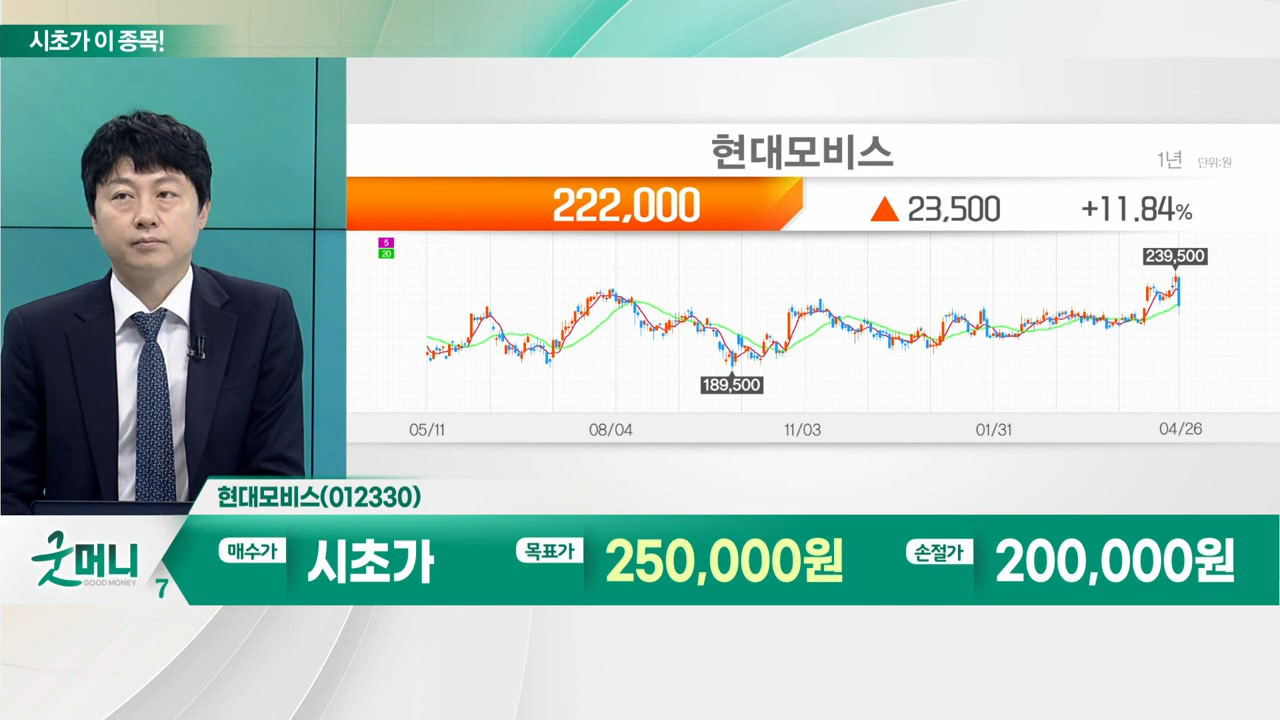 시초가 이 종목!
현대모비스
1년 단위:원
222,000 ▲ 23,500 +11.84%
5
20
239,500
189,500
05/11 08/04 11/03 01/31 04/26
현대모비스(012330)
굿머니
GOOD MONEY
7
매수가 시초가 목표가 250,000원 손절가 200,000원